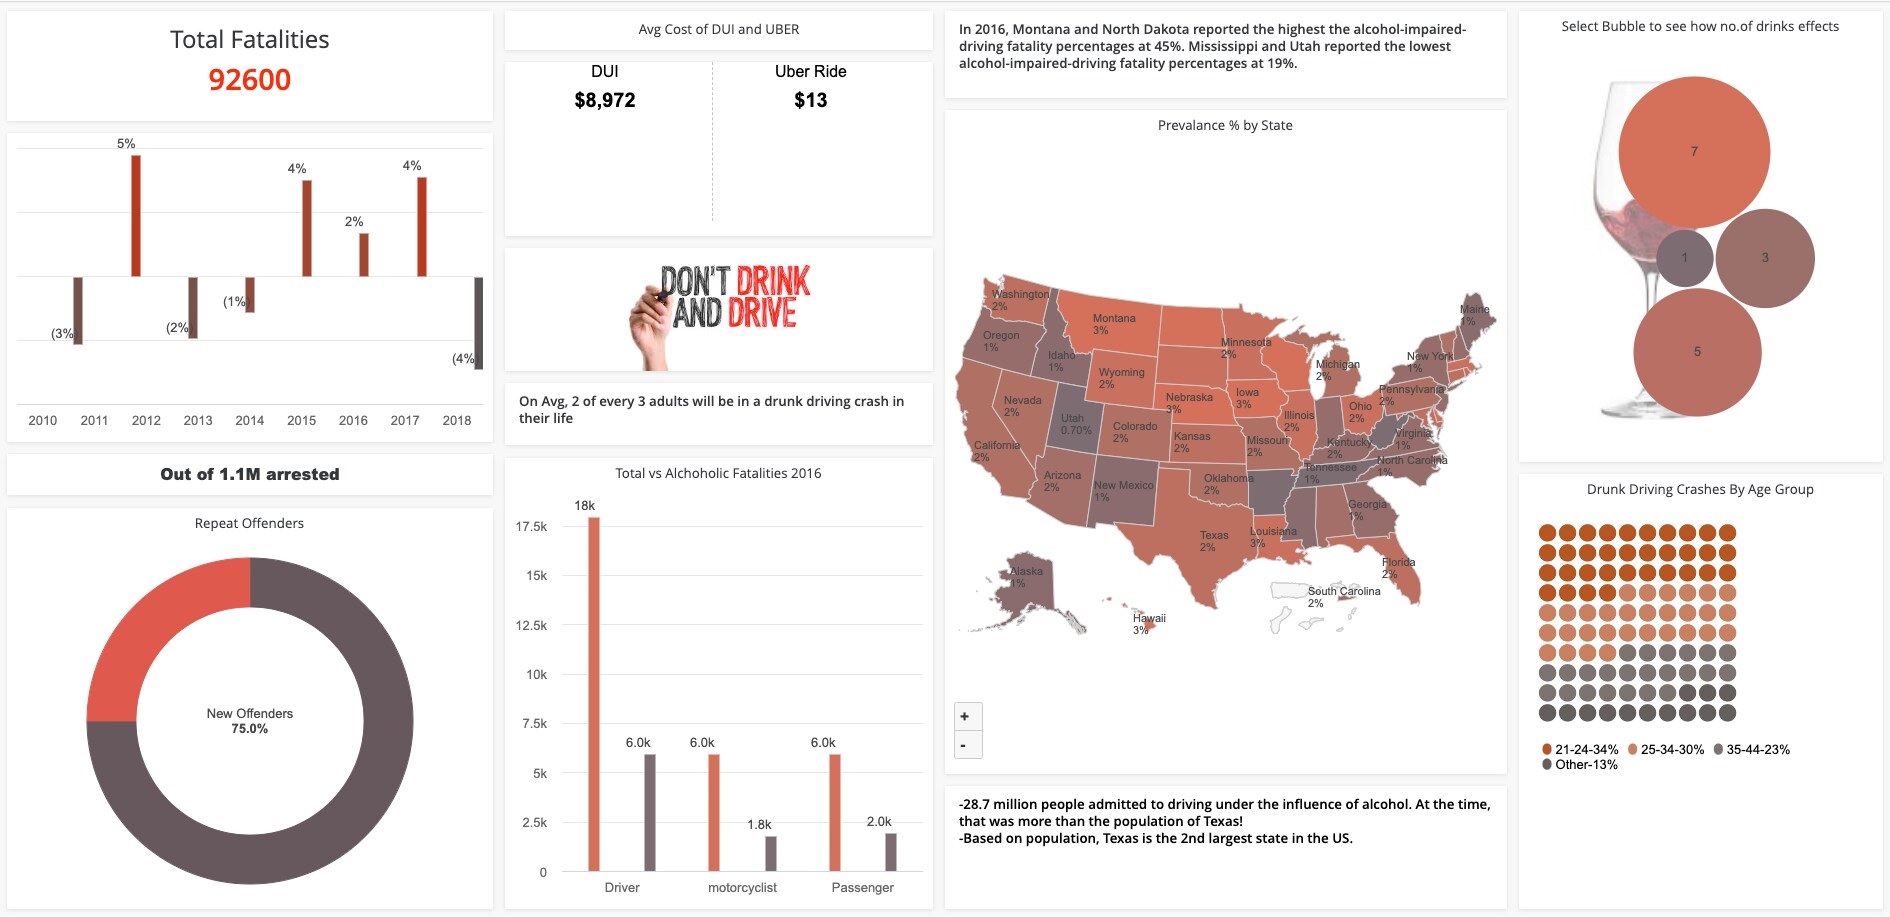 Total Fatalities
92600
5%
4%
4%
2%
(3%)
(2%)
(1%)
(4%)
2010 2011 2012 2013 2014 2015 2016 2017 2018
Out of 1.1M arrested
Repeat Offenders
New Offenders
75.0%
Avg Cost of DUI and UBER
DUI
$8,972
Uber Ride
$13
DON'T DRINK
AND DRIVE
On Avg, 2 of every 3 adults will be in a drunk driving crash in
their life
Total vs Alchoholic Fatalities 2016
18k
17.5k
15k
12.5k
10k
7.5k
5k
2.5k
0
6.0k
6.0k
1.8k
6.0k
2.0k
Driver motorcyclist Passenger
In 2016, Montana and North Dakota reported the highest the alcohol-impaired-
driving fatality percentages at 45%. Mississippi and Utah reported the lowest
alcohol-impaired-driving fatality percentages at 19%.
Prevalance % by State
Washington
2%
Oregon
1%
Idaho
1%
Montana
3%
Wyoming
2%
Nevada
2%
Utah
0.70%
California
2%
Colorado
2%
Arizona
2%
New Mexico
1%
Nebraska
3%
Kansas
2%
Oklahoma
2%
Texas
2%
Minnesota
2%
Iowa
3%
Missouri
2%
Louisiana
3%
Illinois
2%
Michigan
2%
Ohio
2%
Kentucky
2%
Tennessee
1%
Georgia
1%
Florida
2%
South Carolina
2%
North Carolina
1%
Virginia
1%
Pennsylvania
2%
New York
1%
Maine
1%
Alaska
1%
Hawaii
3%
+
-
-28.7 million people admitted to driving under the influence of alcohol. At the time,
that was more than the population of Texas!
-Based on population, Texas is the 2nd largest state in the US.
Select Bubble to see how no.of drinks effects
7
1
3
5
Drunk Driving Crashes By Age Group
21-24-34% 25-34-30% 35-44-23%
Other-13%